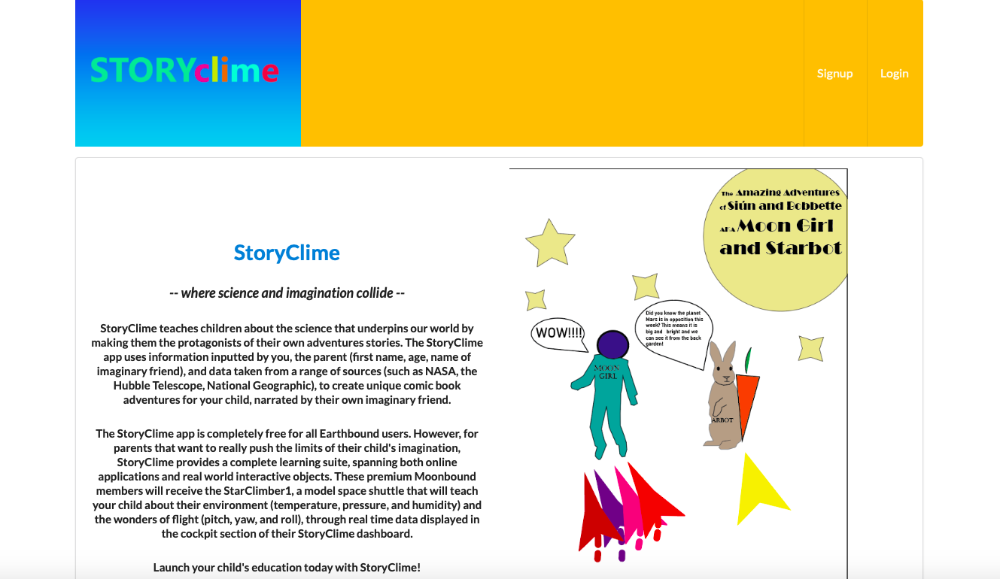 STORYclime
Signup
Login
StoryClime
-- where science and imagination collide --
StoryClime teaches children about the science that underpins our world by
making them the protagonists of their own adventures stories. The StoryClime
app uses information inputted by you, the parent (first name, age, name of
imaginary friend), and data taken from a range of sources (such as NASA, the
Hubble Telescope, National Geographic), to create unique comic book
adventures for your child, narrated by their own imaginary friend.
The StoryClime app is completely free for all Earthbound users. However, for
parents that want to really push the limits of their child's imagination,
StoryClime provides a complete learning suite, spanning both online
applications and real world interactive objects. These premium Moonbound
members will receive the StarClimber1, a model space shuttle that will teach
your child about their environment (temperature, pressure, and humidity) and
the wonders of flight (pitch, yaw, and roll), through real time data displayed in
the cockpit section of their StoryClime dashboard.
Launch your child's education today with StoryClime!
The Amazing Adventures
of Siún and Bobbette
AKA Moon Girl
and Starbot
WOW!!!!
Did you know the planet
Mars is in opposition this
week? This means it is
big and bright and we
can see it from the back
garden!
MOON
GIRL
ARBOT